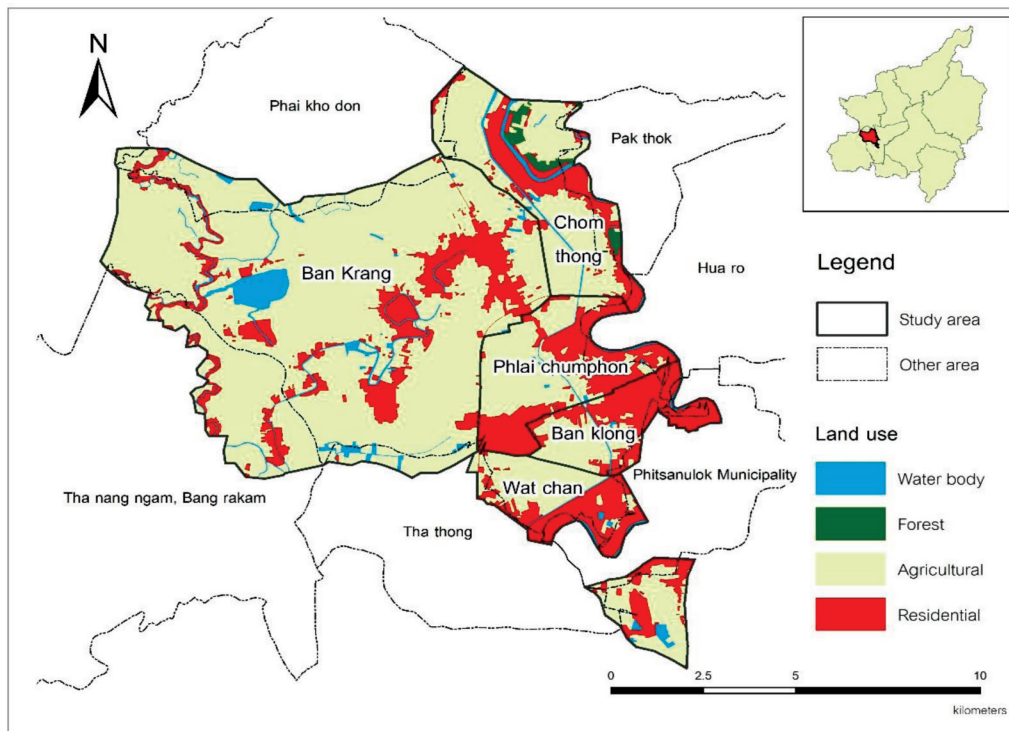 N
Phai kho don
Pak thok
Chom
thong
Hua ro
Ban Krang
Phlai chumphon
Ban klong
Wat chan
Phitsanulok Municipality
Tha nang ngam, Bang rakam
Tha thong
Legend
Study area
Other area
Land use
Water body
Forest
Agricultural
Residential
0 2.5 5 10
kilometers